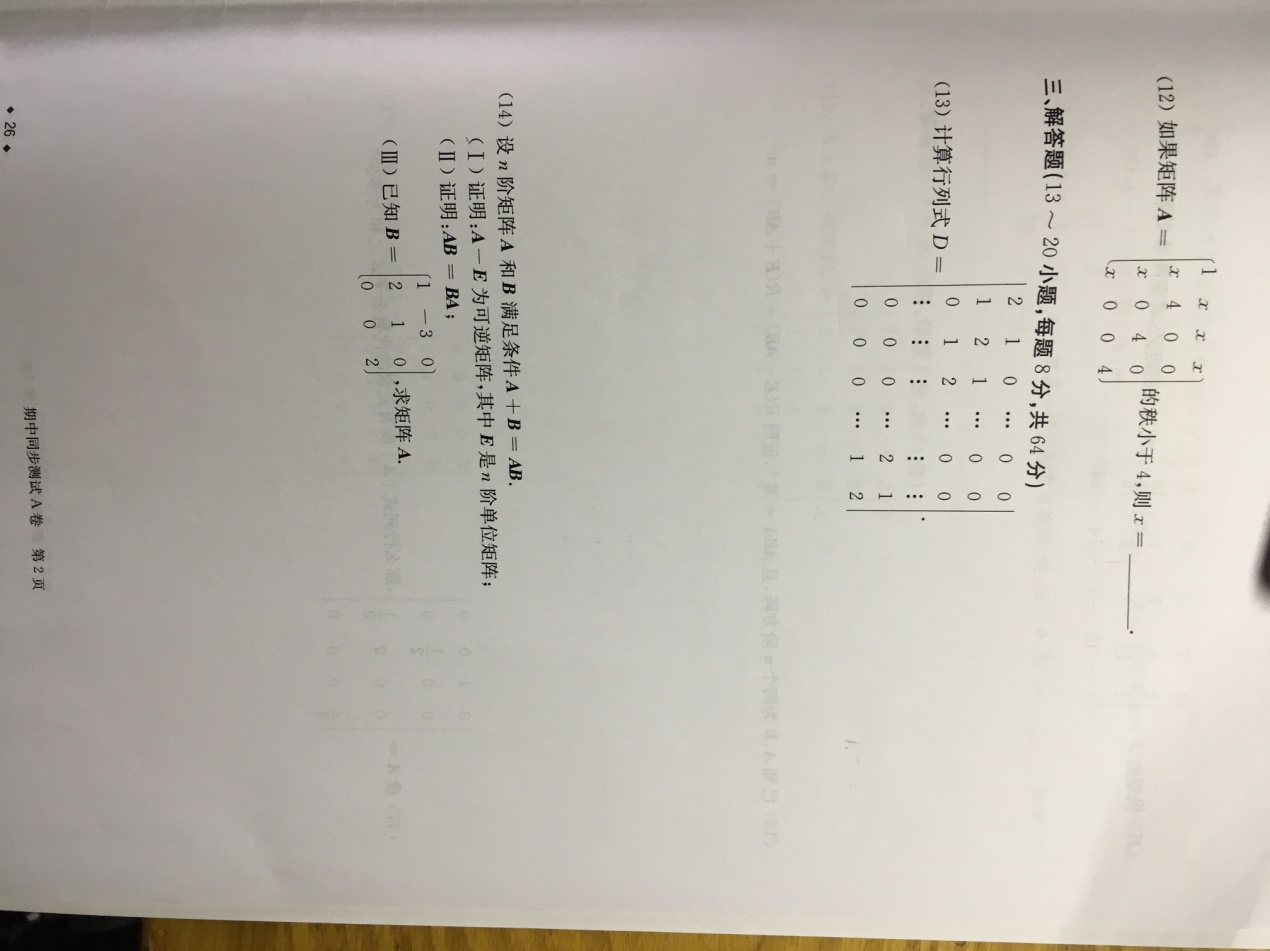 (12) 如果矩阵 A = (1 x x x
x 4 0 0
x 0 4 0
x 0 0 4) 的秩小于 4,则 x = ______.
三、解答题(13 ~ 20 小题,每题 8 分,共 64 分)
(13) 计算行列式 D = | 2 1 0 … 0 0
1 2 1 … 0 0
0 1 2 … 0 0
⋮ ⋮ ⋮ ⋮ ⋮
0 0 0 … 2 1
0 0 0 … 1 2 | .
(14) 设 n 阶矩阵 A 和 B 满足条件 A + B = AB.
(Ⅰ) 证明:A − E 为可逆矩阵,其中 E 是 n 阶单位矩阵;
(Ⅱ) 证明:AB = BA;
(Ⅲ) 已知 B = (1 −3 0
2 1 0
0 0 2) ,求矩阵 A.
◆ 26 ◆ 期中同步测试 A 卷 第 2 页